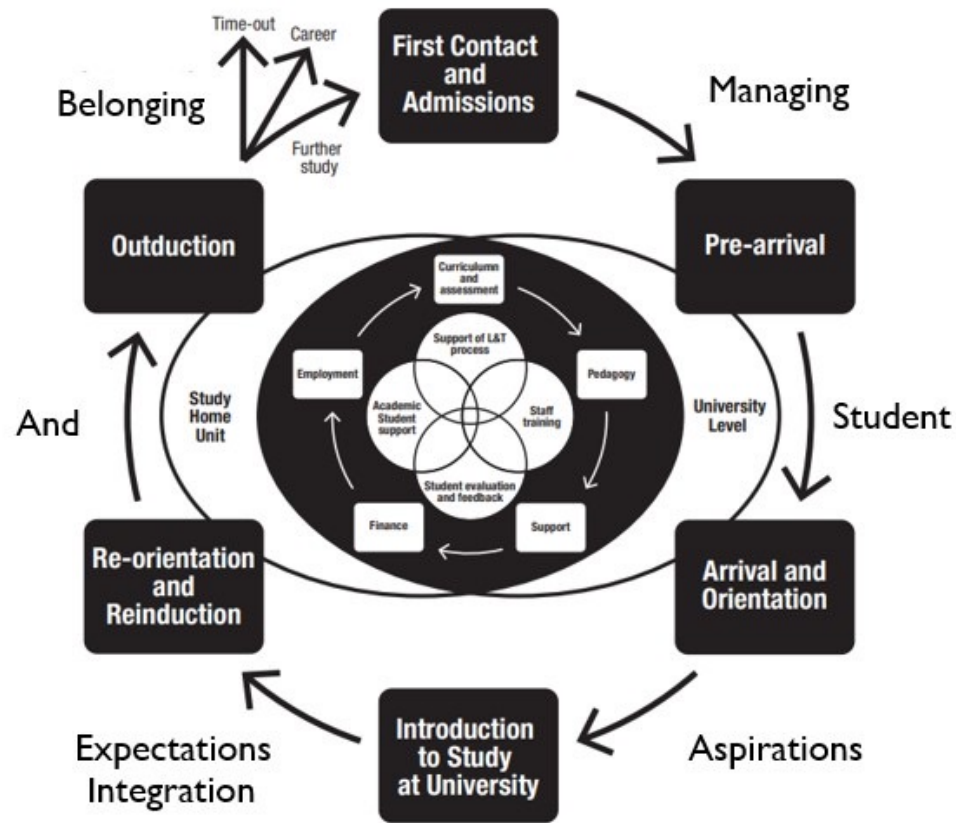 Time-out
Career
Further
study
Belonging
First Contact
and
Admissions
Managing
Outduction
Pre-arrival
Curriculumn
and
assessment
Support of L&T
process
Employment
Pedagogy
Academic
Student
support
Staff
training
Student evaluation
and feedback
Finance
Support
Study
Home
Unit
University
Level
And
Student
Re-orientation
and
Reinduction
Arrival and
Orientation
Expectations
Integration
Introduction
to Study
at University
Aspirations